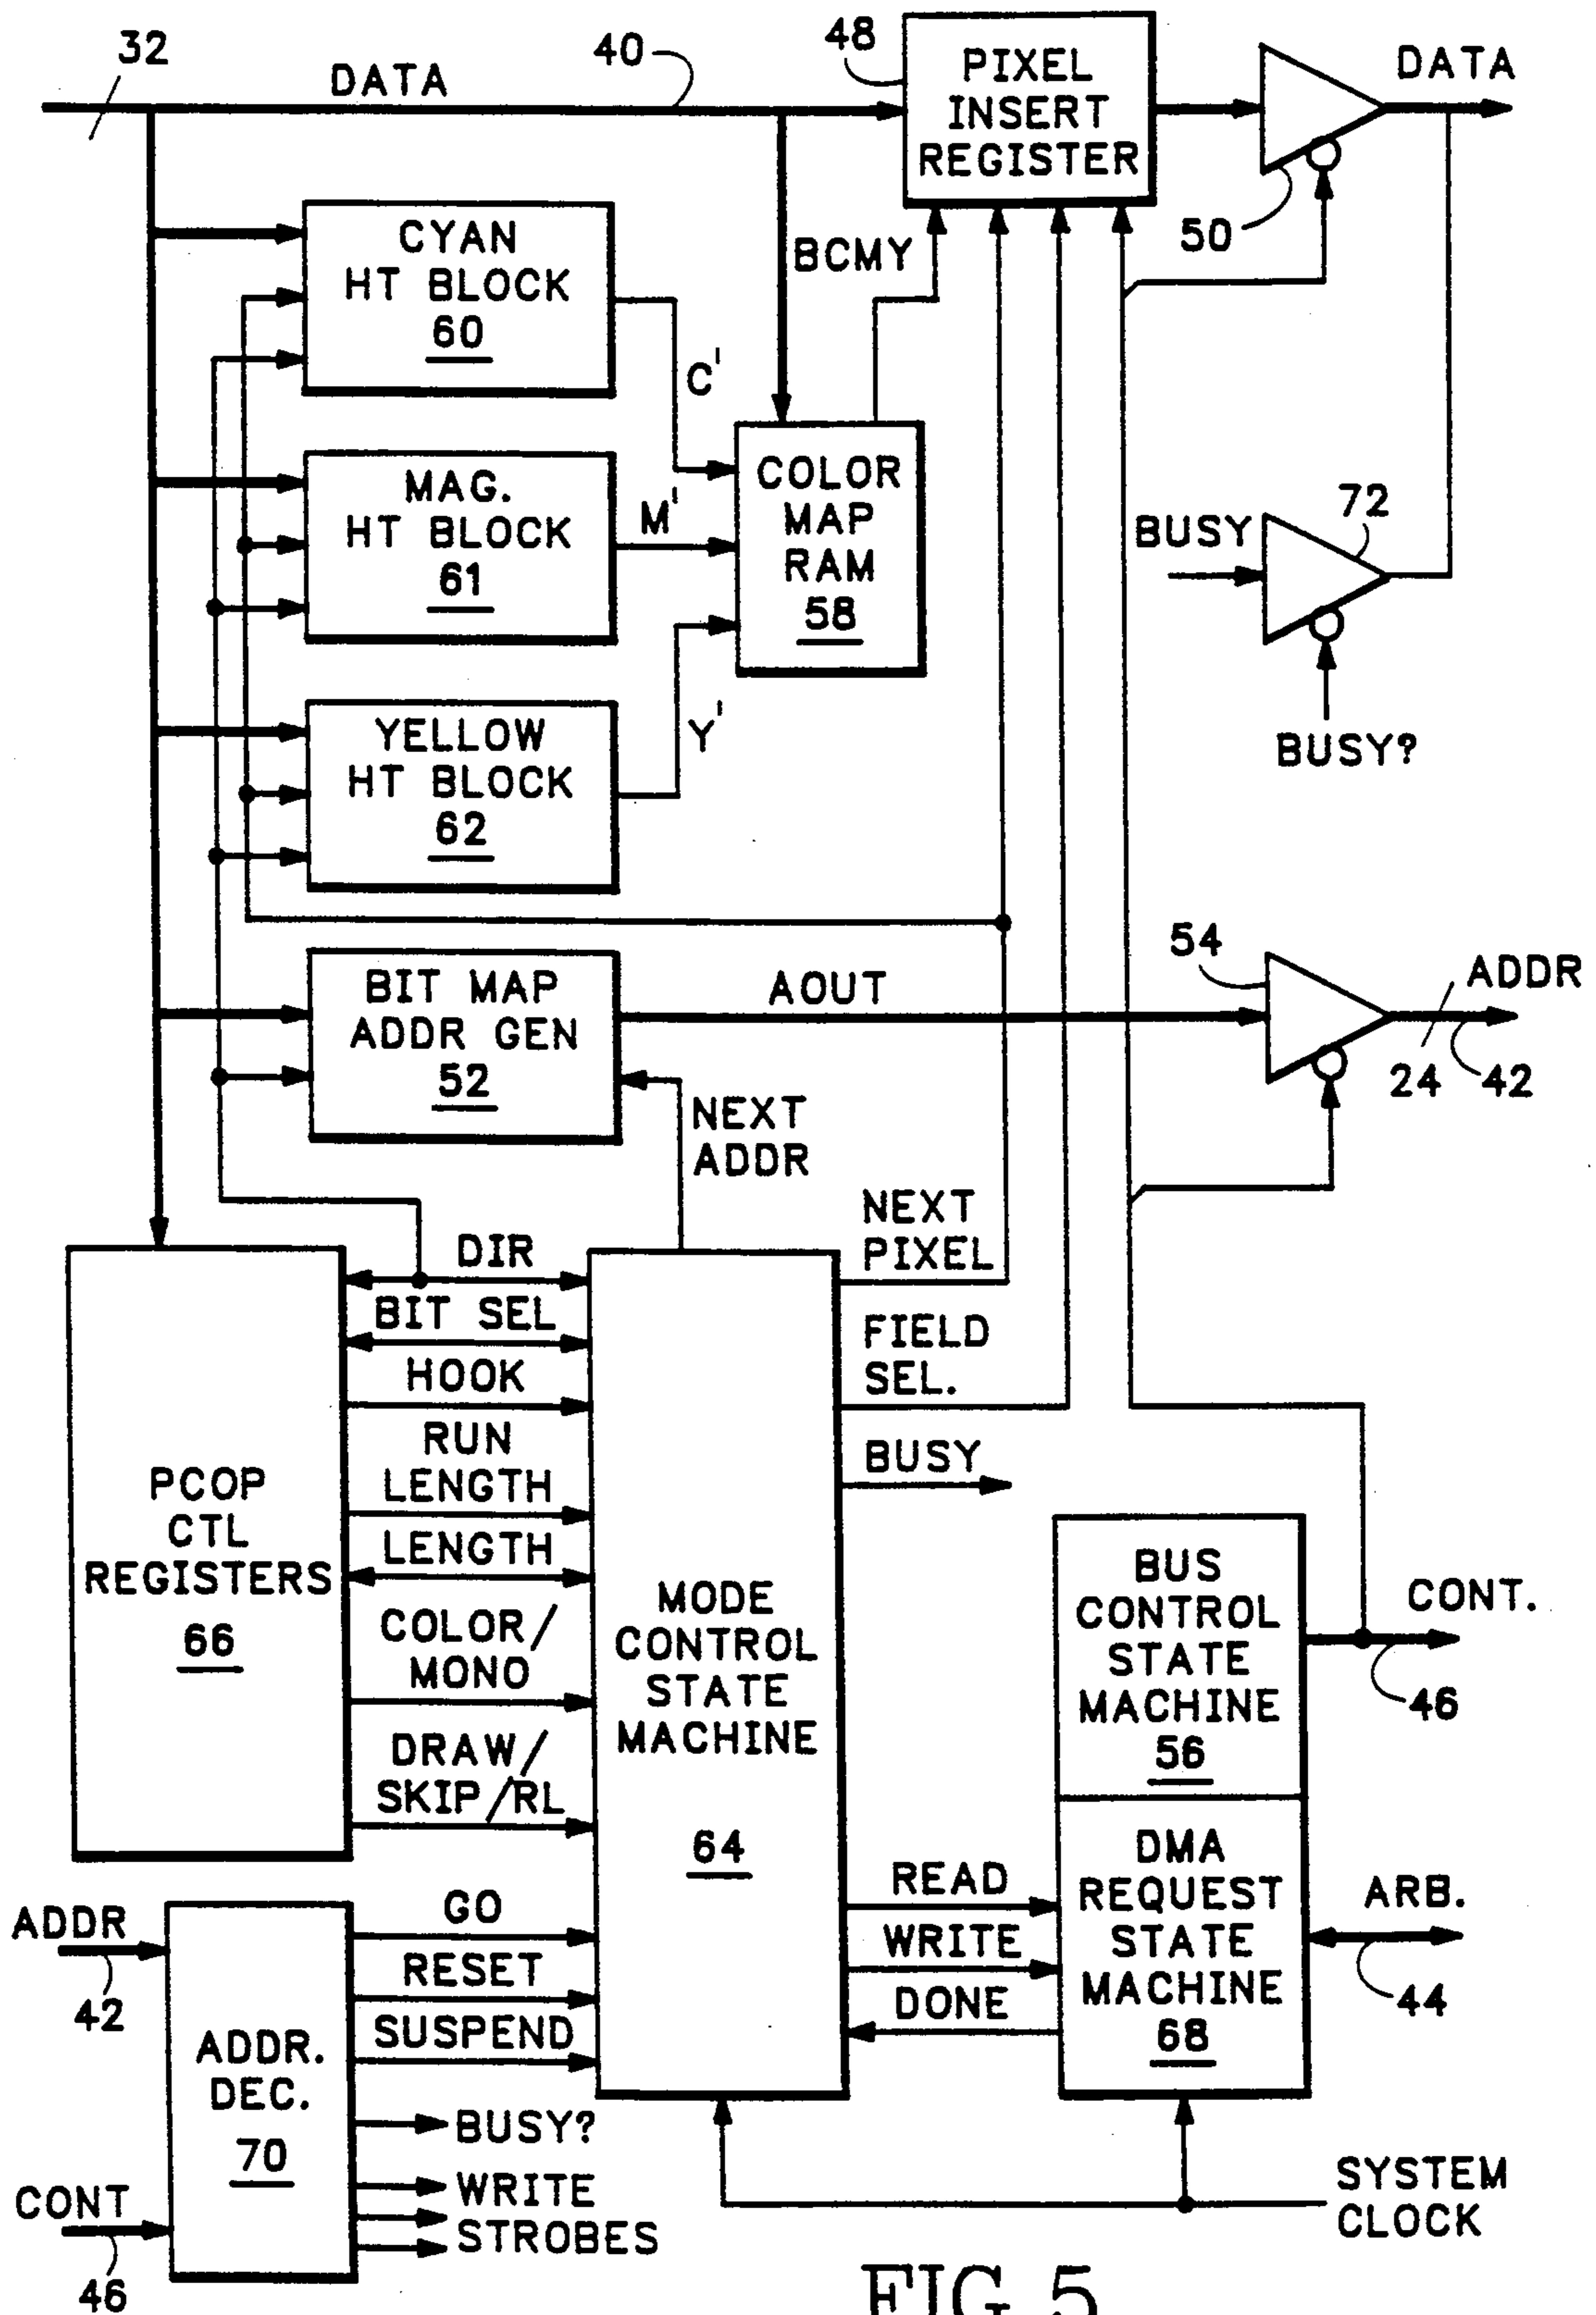 32
DATA
40
48
PIXEL
INSERT
REGISTER
DATA
50
CYAN
HT BLOCK
60
BCMY
C'
MAG.
HT BLOCK
61
M'
COLOR
MAP
RAM
58
BUSY
72
BUSY?
YELLOW
HT BLOCK
62
Y'
BIT MAP
ADDR GEN
52
AOUT
54
ADDR
24
42
NEXT
ADDR
NEXT
PIXEL
FIELD
SEL.
BUSY
PCOP
CTL
REGISTERS
66
DIR
BIT SEL
HOOK
RUN
LENGTH
LENGTH
COLOR/
MONO
DRAW/
SKIP/RL
MODE
CONTROL
STATE
MACHINE
64
BUS
CONTROL
STATE
MACHINE
56
CONT.
46
DMA
REQUEST
STATE
MACHINE
68
READ
WRITE
DONE
ARB.
44
ADDR
42
ADDR.
DEC.
70
CONT
46
GO
RESET
SUSPEND
BUSY?
WRITE
STROBES
SYSTEM
CLOCK
FIG. 5